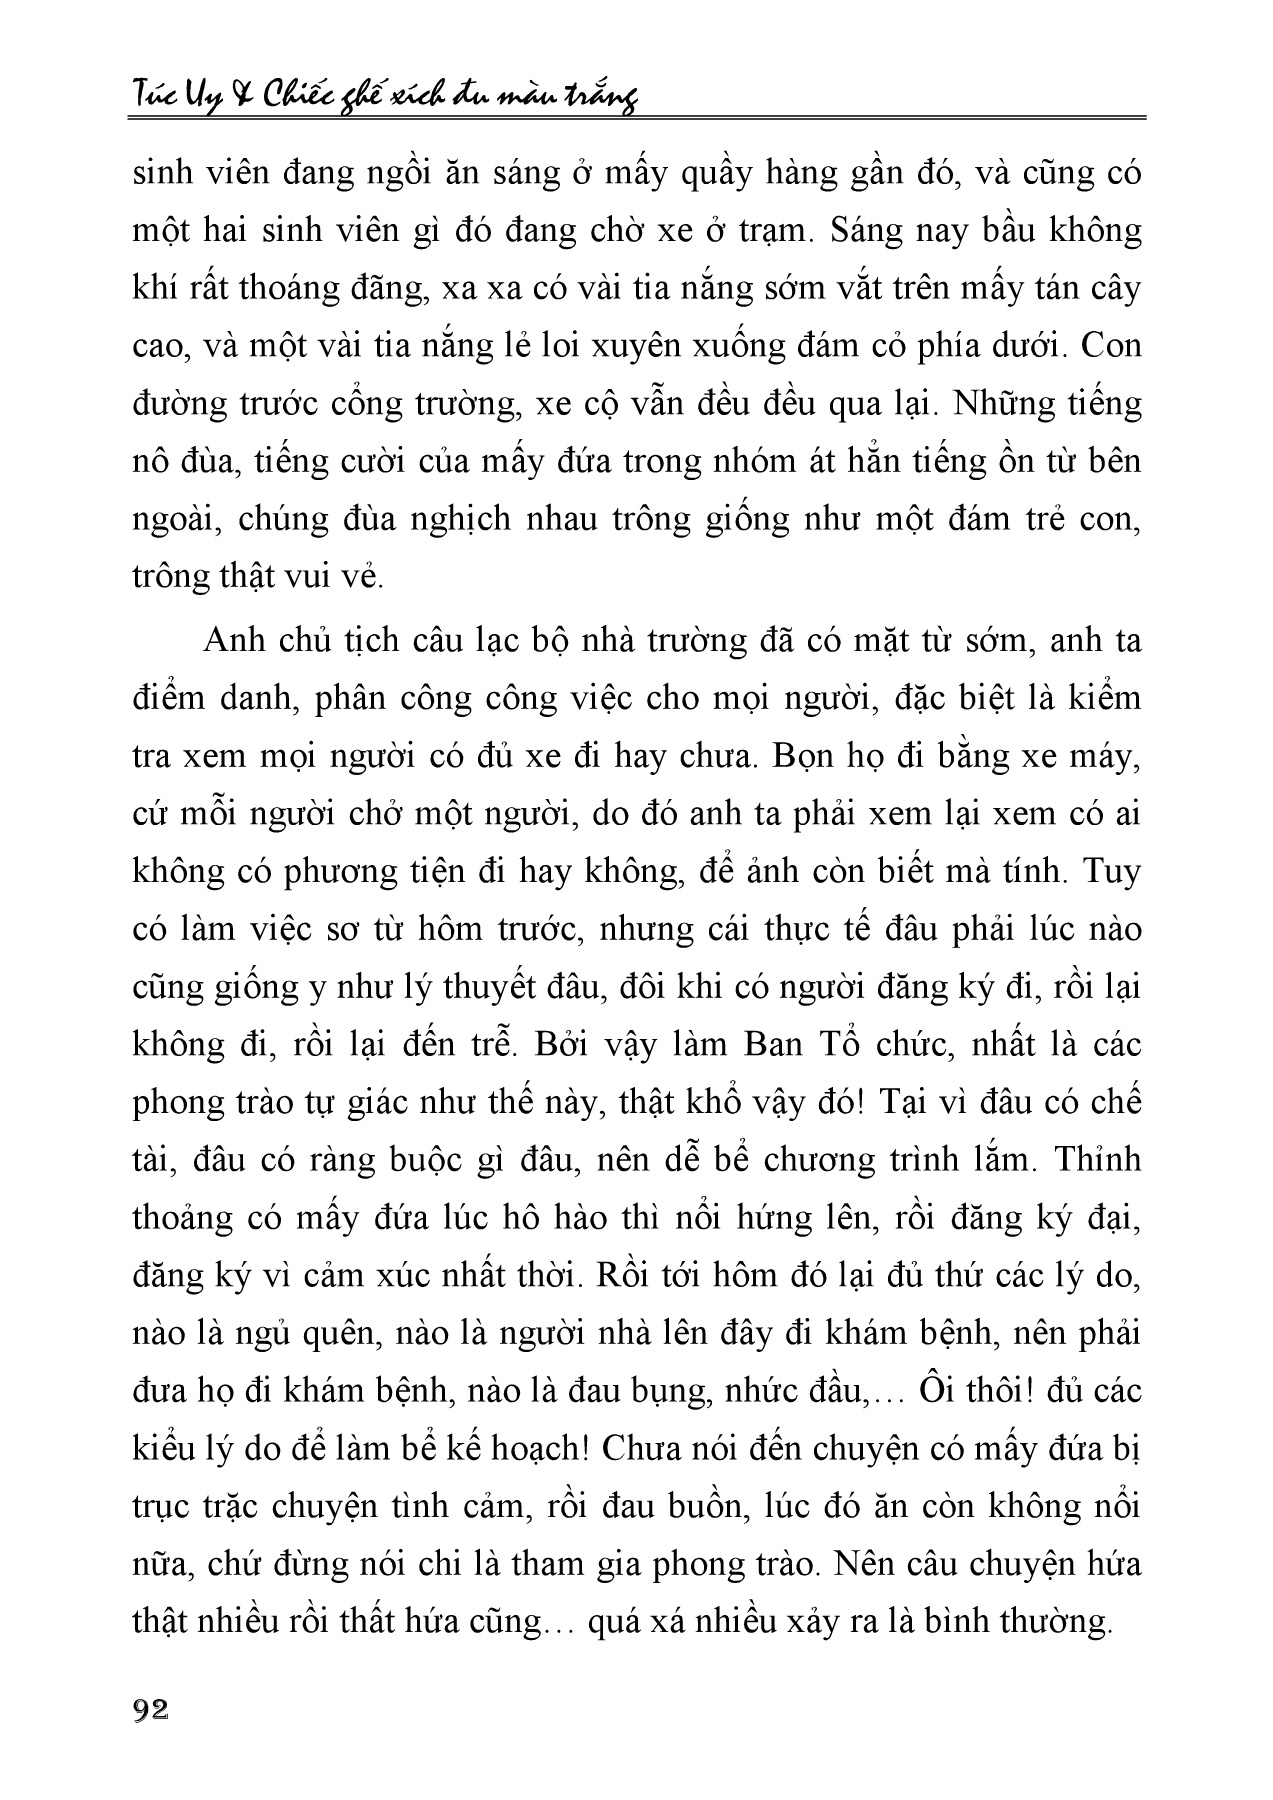 Túc Uy & Chiếc ghế xích đu màu trắng
sinh viên đang ngồi ăn sáng ở mấy quầy hàng gần đó, và cũng có
một hai sinh viên gì đó đang chờ xe ở trạm. Sáng nay bầu không
khí rất thoáng đãng, xa xa có vài tia nắng sớm vắt trên mấy tán cây
cao, và một vài tia nắng lẻ loi xuyên xuống đám cỏ phía dưới. Con
đường trước cổng trường, xe cộ vẫn đều đều qua lại. Những tiếng
nô đùa, tiếng cười của mấy đứa trong nhóm át hẳn tiếng ồn từ bên
ngoài, chúng đùa nghịch nhau trông giống như một đám trẻ con,
trông thật vui vẻ.
Anh chủ tịch câu lạc bộ nhà trường đã có mặt từ sớm, anh ta
điểm danh, phân công công việc cho mọi người, đặc biệt là kiểm
tra xem mọi người có đủ xe đi hay chưa. Bọn họ đi bằng xe máy,
cứ mỗi người chở một người, do đó anh ta phải xem lại xem có ai
không có phương tiện đi hay không, để ảnh còn biết mà tính. Tuy
có làm việc sơ từ hôm trước, nhưng cái thực tế đâu phải lúc nào
cũng giống y như lý thuyết đâu, đôi khi có người đăng ký đi, rồi lại
không đi, rồi lại đến trễ. Bởi vậy làm Ban Tổ chức, nhất là các
phong trào tự giác như thế này, thật khổ vậy đó! Tại vì đâu có chế
tài, đâu có ràng buộc gì đâu, nên dễ bể chương trình lắm. Thỉnh
thoảng có mấy đứa lúc hô hào thì nổi hứng lên, rồi đăng ký đại,
đăng ký vì cảm xúc nhất thời. Rồi tới hôm đó lại đủ thứ các lý do,
nào là ngủ quên, nào là người nhà lên đây đi khám bệnh, nên phải
đưa họ đi khám bệnh, nào là đau bụng, nhức đầu,… Ôi thôi! đủ các
kiểu lý do để làm bể kế hoạch! Chưa nói đến chuyện có mấy đứa bị
trục trặc chuyện tình cảm, rồi đau buồn, lúc đó ăn còn không nổi
nữa, chứ đừng nói chi là tham gia phong trào. Nên câu chuyện hứa
thật nhiều rồi thất hứa cũng… quá xá nhiều xảy ra là bình thường.
92